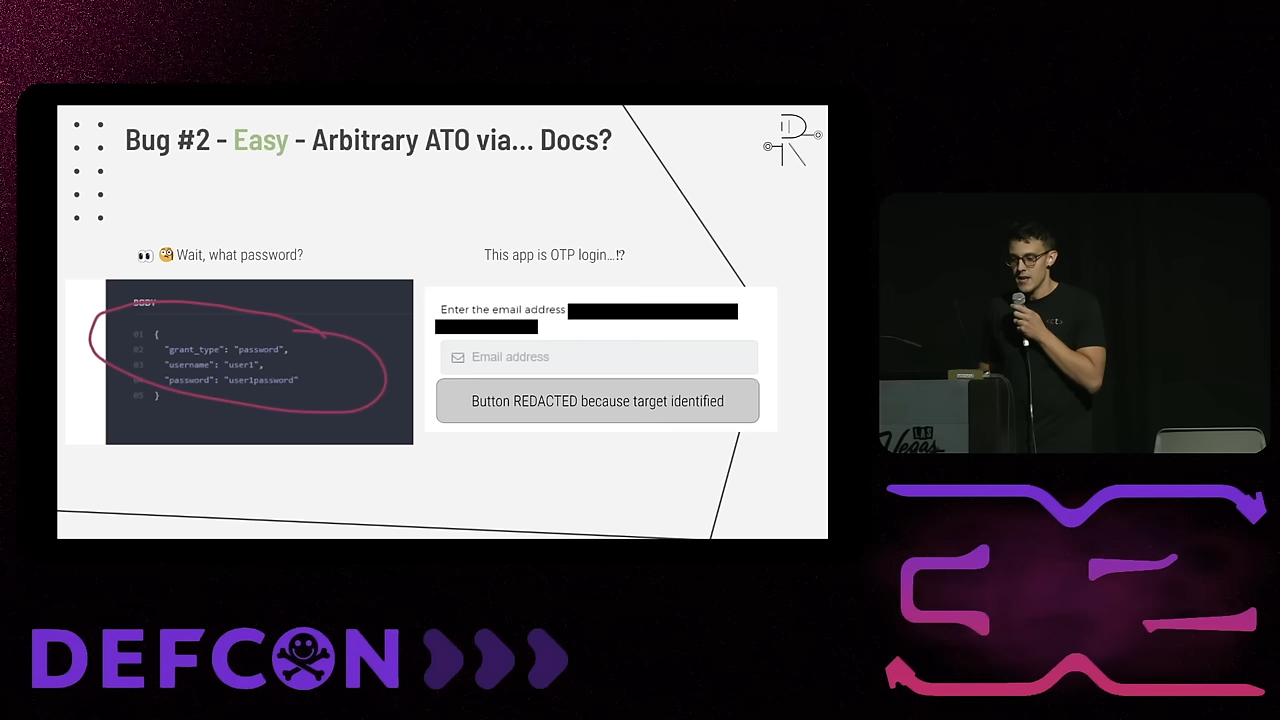 Bug #2 - Easy - Arbitrary ATO via... Docs?
👀 🧐 Wait, what password?
This app is OTP login...⁉
BODY
01 {
02 "grant_type": "password",
03 "username": "user1",
04 "password": "user1password"
05 }
Enter the email address
Email address
Button REDACTED because target identified
LAS
Vegas
DEFCON